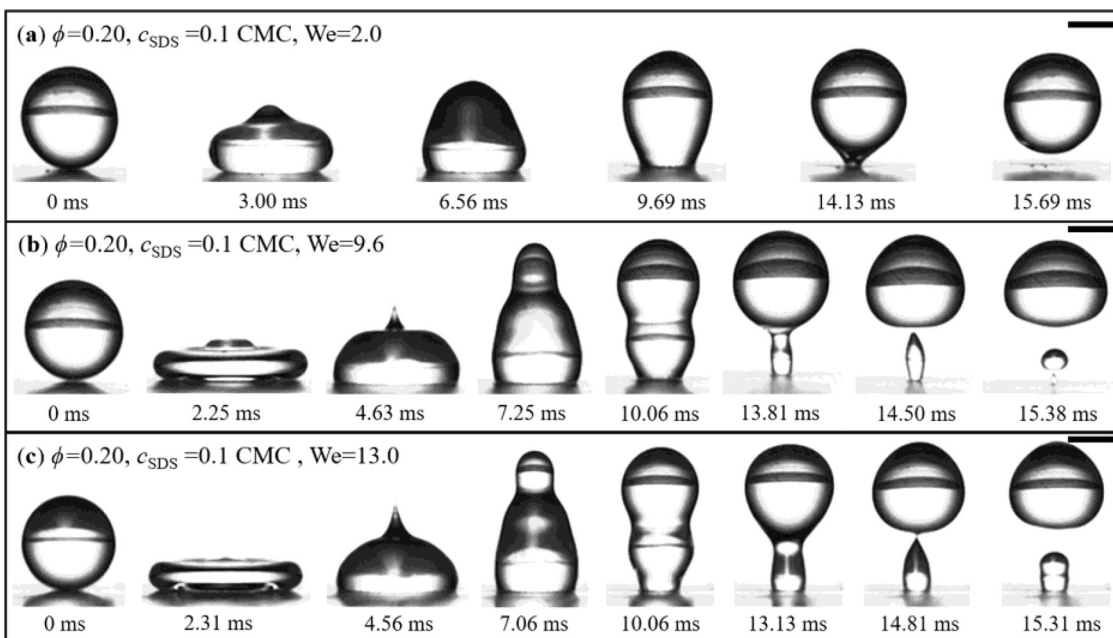 (a) ϕ=0.20, c_SDS =0.1 CMC, We=2.0
0 ms 3.00 ms 6.56 ms 9.69 ms 14.13 ms 15.69 ms
(b) ϕ=0.20, c_SDS =0.1 CMC, We=9.6
0 ms 2.25 ms 4.63 ms 7.25 ms 10.06 ms 13.81 ms 14.50 ms 15.38 ms
(c) ϕ=0.20, c_SDS =0.1 CMC , We=13.0
0 ms 2.31 ms 4.56 ms 7.06 ms 10.06 ms 13.13 ms 14.81 ms 15.31 ms